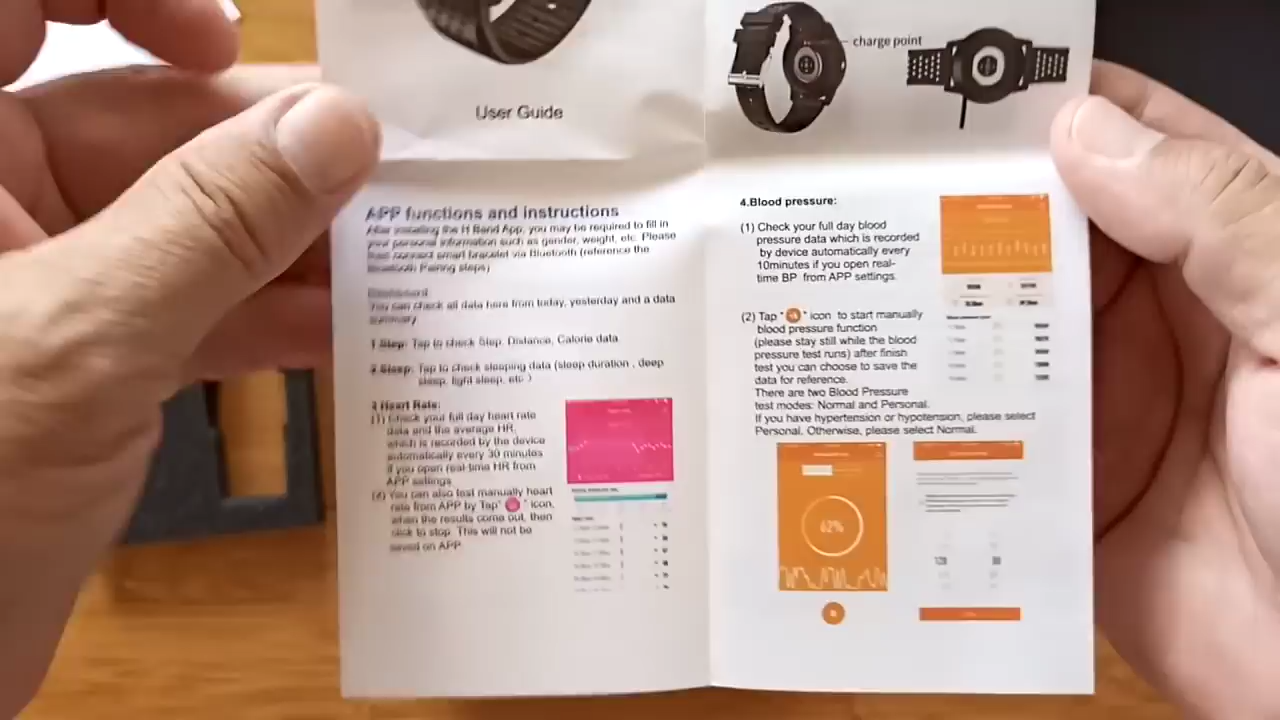 User Guide
charge point
APP functions and instructions
After installing the H Band App, you may be required to fill in
your personal information such as gender, weight, etc. Please
first connect smart bracelet via Bluetooth (reference the
Bluetooth Pairing steps)
Dashboard
You can check all data here from today, yesterday and a data
summary
1 Step: Tap to check Step, Distance, Calorie data
2 Sleep: Tap to check sleeping data (sleep duration , deep
sleep, light sleep, etc )
3 Heart Rate:
(1) Check your full day heart rate
data and the average HR,
which is recorded by the device
automatically every 30 minutes
if you open real-time HR from
APP settings
(2) You can also test manually heart
rate from APP by Tap" " icon,
when the results come out, then
click to stop. This will not be
saved on APP
4.Blood pressure:
(1) Check your full day blood
pressure data which is recorded
by device automatically every
10minutes if you open real-
time BP from APP settings.
(2) Tap " " icon to start manually
blood pressure function
(please stay still while the blood
pressure test runs) after finish
test you can choose to save the
data for reference.
There are two Blood Pressure
test modes: Normal and Personal.
If you have hypertension or hypotension, please select
Personal. Otherwise, please select Normal.
62%